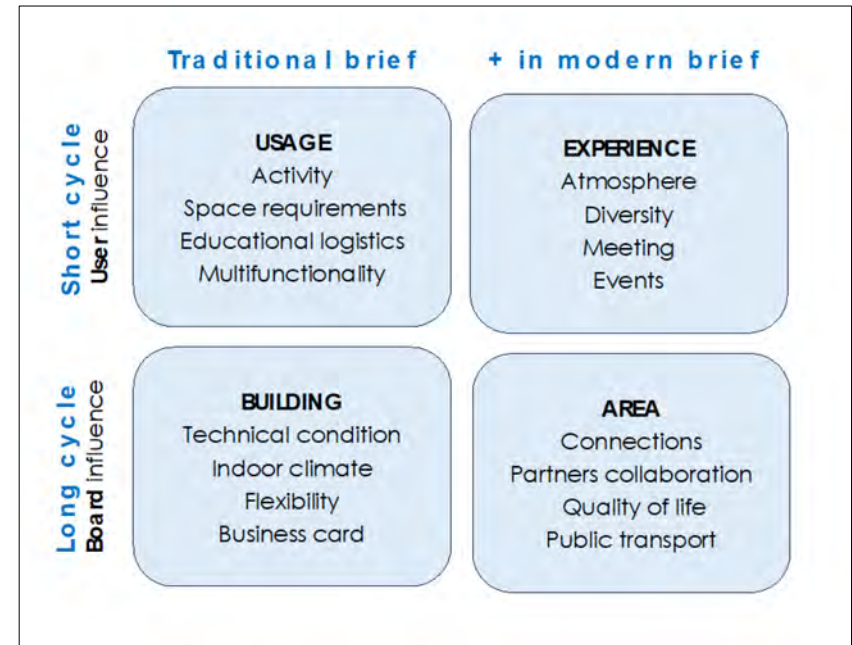 Traditional brief
+ in modern brief
Short cycle
User influence
USAGE
Activity
Space requirements
Educational logistics
Multifunctionality
EXPERIENCE
Atmosphere
Diversity
Meeting
Events
Long cycle
Board influence
BUILDING
Technical condition
Indoor climate
Flexibility
Business card
AREA
Connections
Partners collaboration
Quality of life
Public transport